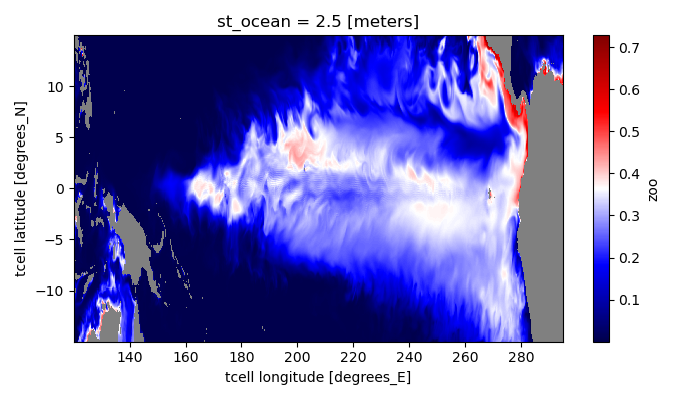 st_ocean = 2.5 [meters]
10
5
0
−5
−10
tcell latitude [degrees_N]
140 160 180 200 220 240 260 280
tcell longitude [degrees_E]
0.7
0.6
0.5
0.4
0.3
0.2
0.1
zoo